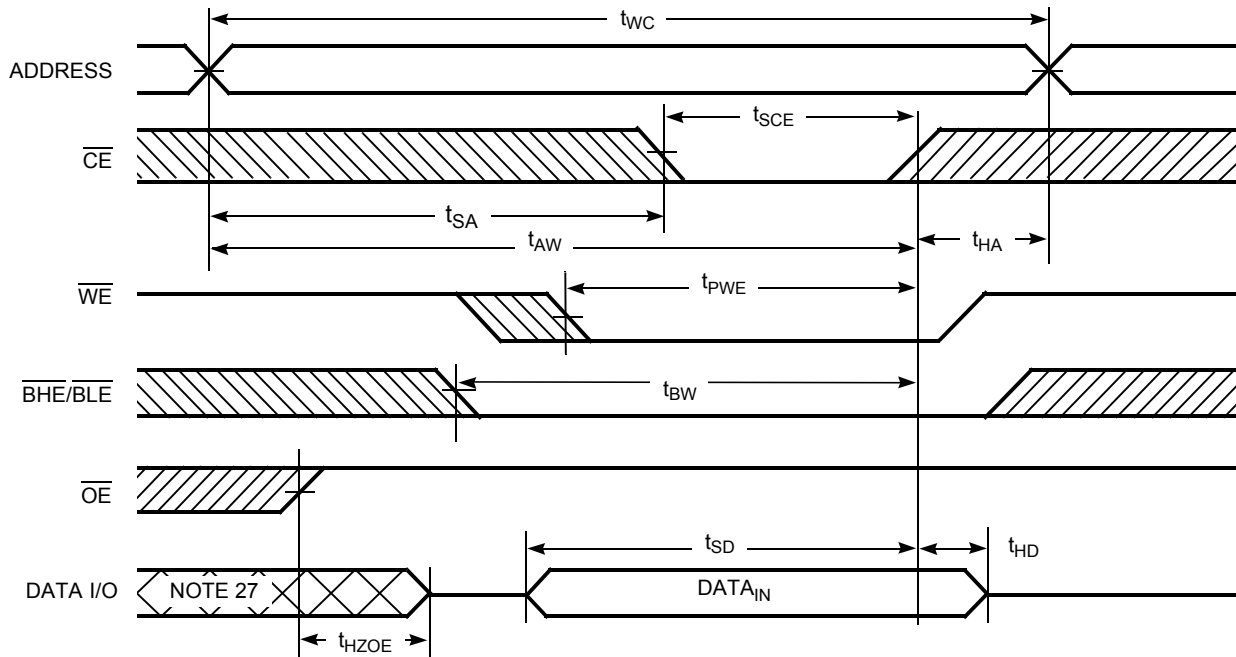 tWC
ADDRESS
tSCE
CE
tSA
tAW
tHA
WE
tPWE
BHE/BLE
tBW
OE
tSD
tHD
DATA I/O
NOTE 27
DATAIN
tHZOE